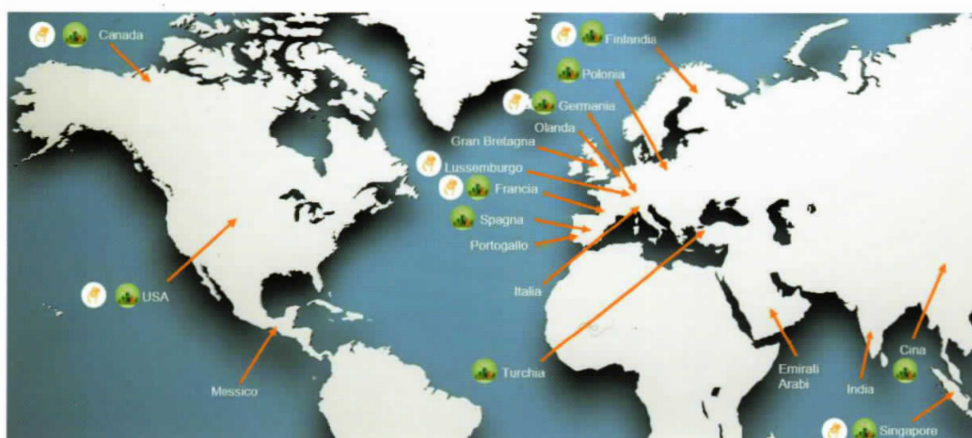 Canada
Finlandia
Polonia
Germania
Olanda
Gran Bretagna
Lussemburgo
Francia
Spagna
Portogallo
Italia
USA
Messico
Turchia
Emirati
Arabi
India
Cina
Singapore